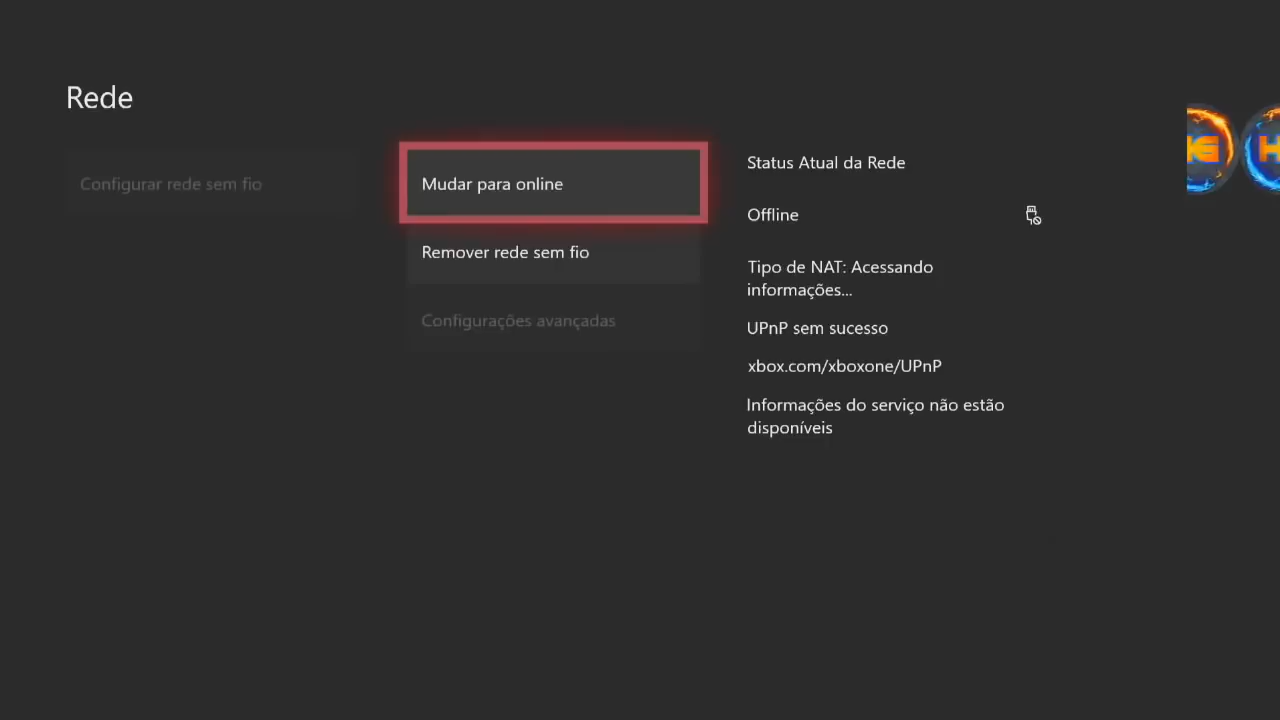 Rede
Configurar rede sem fio
Mudar para online
Remover rede sem fio
Configurações avançadas
Status Atual da Rede
Offline
Tipo de NAT: Acessando
informações...
UPnP sem sucesso
xbox.com/xboxone/UPnP
Informações do serviço não estão
disponíveis